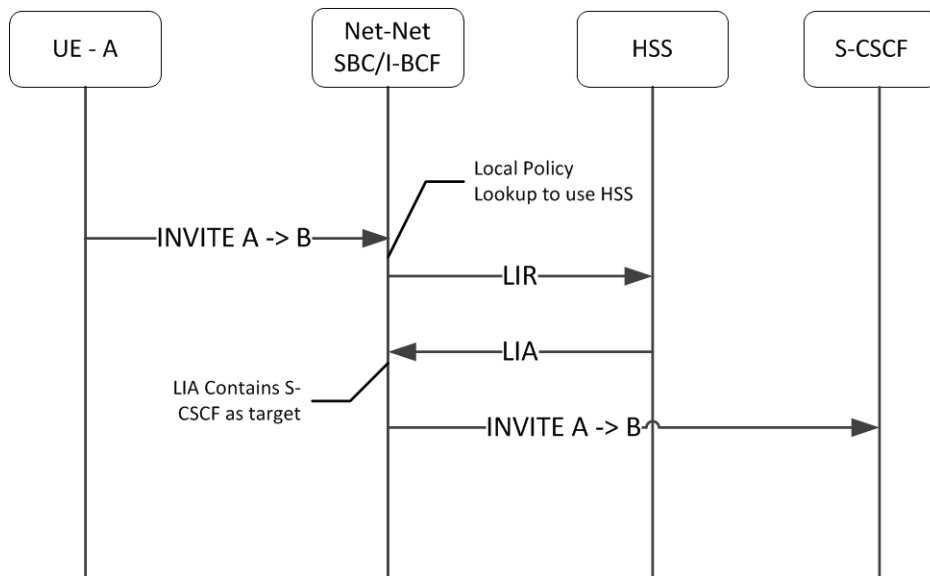 UE - A
Net-Net
SBC/I-BCF
HSS
S-CSCF
Local Policy
Lookup to use HSS
INVITE A -> B
LIR
LIA
LIA Contains S-
CSCF as target
INVITE A -> B